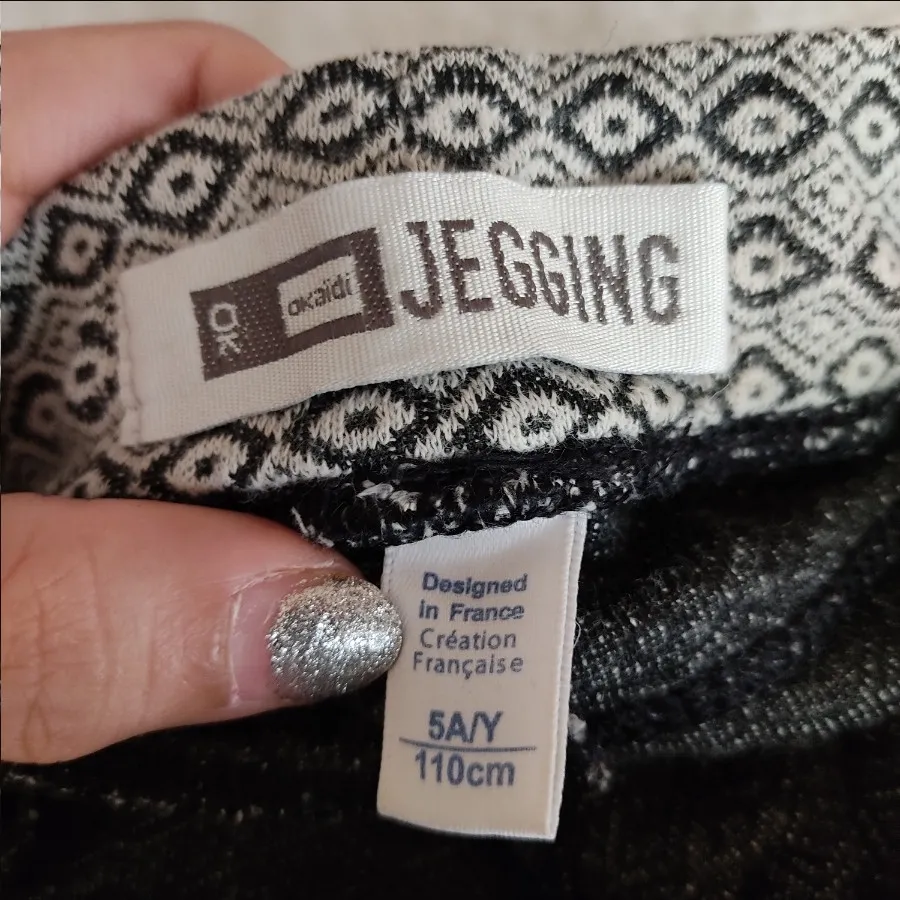 OK
okaïdi
JEGGING
Designed
in France
Création
Française
5A/Y
110cm